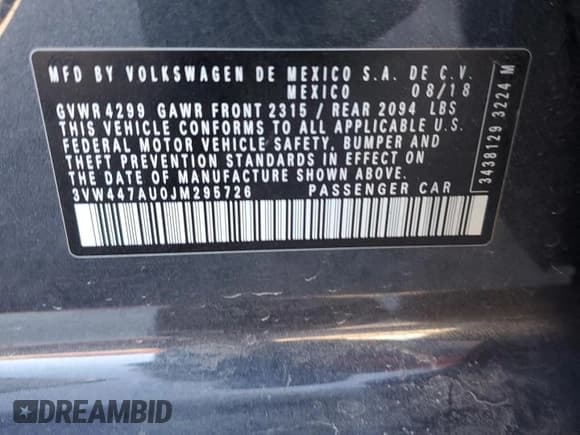 MFD BY VOLKSWAGEN DE MEXICO S.A. DE C.V.
MEXICO 08/18
GVWR 4299 GAWR FRONT 2315 / REAR 2094 LBS
THIS VEHICLE CONFORMS TO ALL APPLICABLE U.S.
FEDERAL MOTOR VEHICLE SAFETY, BUMPER AND
THEFT PREVENTION STANDARDS IN EFFECT ON
THE DATE OF MANUFACTURE SHOWN ABOVE.
3VW447AU0JM295726 PASSENGER CAR
3438129 3224 M
DREAMBID